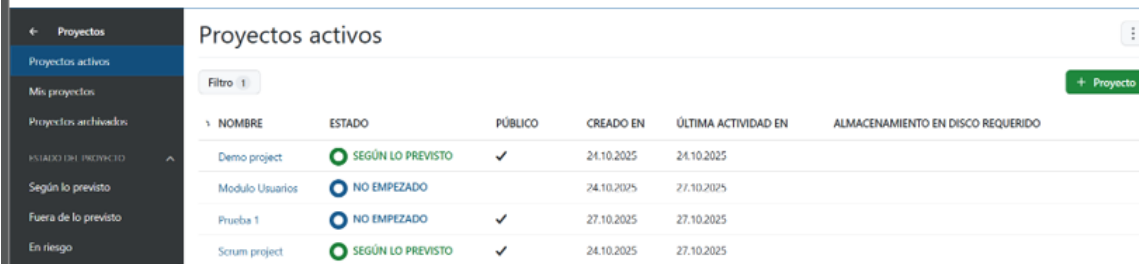 ← Proyectos
Proyectos activos
Mis proyectos
Proyectos archivados
ESTADO DEL PROYECTO
Según lo previsto
Fuera de lo previsto
En riesgo
Proyectos activos
Filtro 1
+ Proyecto
NOMBRE ESTADO PÚBLICO CREADO EN ÚLTIMA ACTIVIDAD EN ALMACENAMIENTO EN DISCO REQUERIDO
Demo project SEGÚN LO PREVISTO ✓ 24.10.2025 24.10.2025
Modulo Usuarios NO EMPEZADO 24.10.2025 27.10.2025
Prueba 1 NO EMPEZADO ✓ 27.10.2025 27.10.2025
Scrum project SEGÚN LO PREVISTO ✓ 24.10.2025 27.10.2025